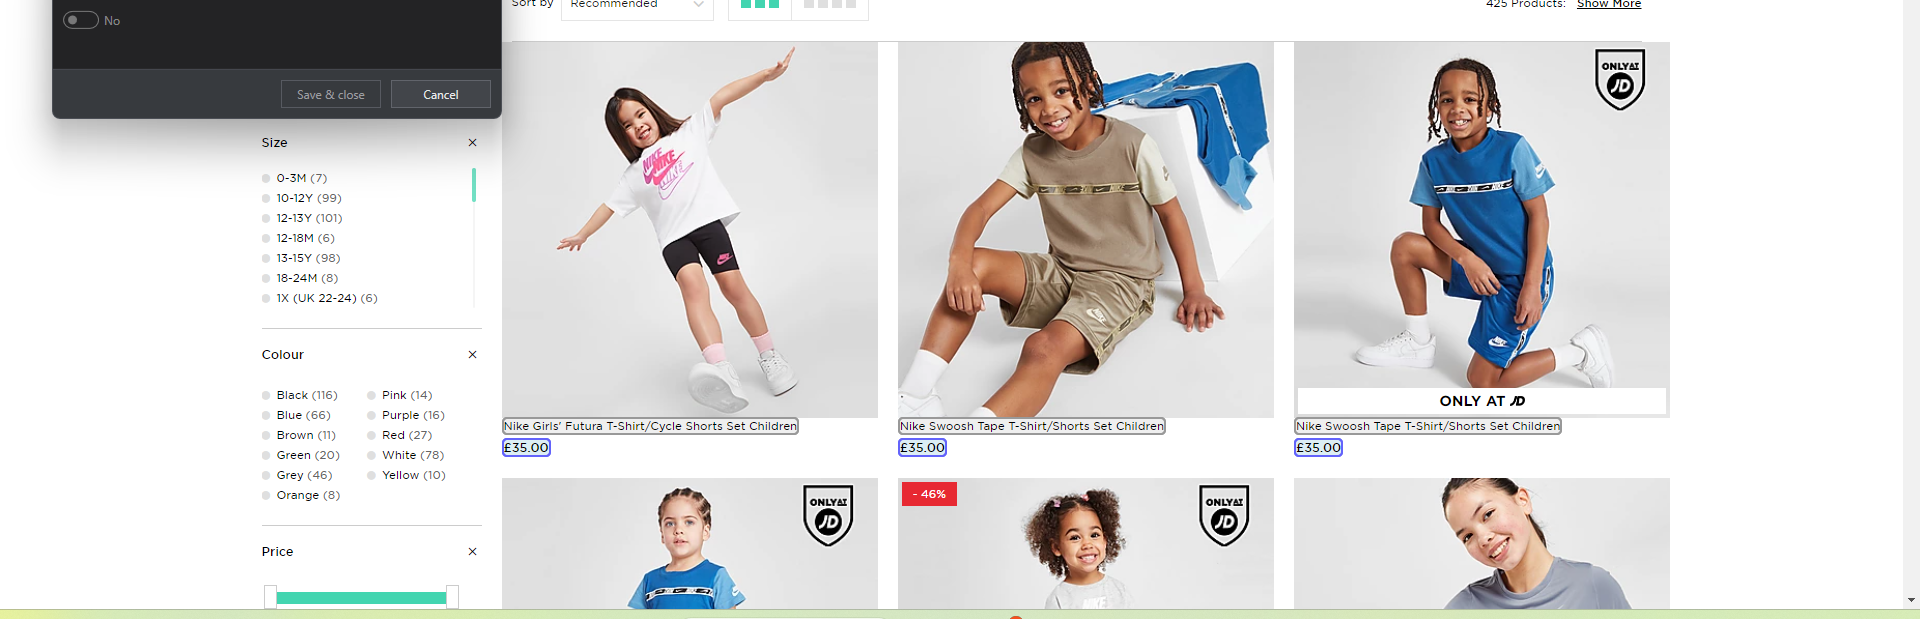 No
Save & close
Cancel
Sort by
Recommended
425 Products:
Show More
Size
0-3M (7)
10-12Y (99)
12-13Y (101)
12-18M (6)
13-15Y (98)
18-24M (8)
1X (UK 22-24) (6)
Colour
Black (116)
Blue (66)
Brown (11)
Green (20)
Grey (46)
Orange (8)
Pink (14)
Purple (16)
Red (27)
White (78)
Yellow (10)
Price
NIKE
NIKE
Nike Girls' Futura T-Shirt/Cycle Shorts Set Children
£35.00
Nike Swoosh Tape T-Shirt/Shorts Set Children
£35.00
ONLY AT
JD
ONLY AT JD
Nike Swoosh Tape T-Shirt/Shorts Set Children
£35.00
ONLY AT
JD
- 46%
ONLY AT
JD
NIKE